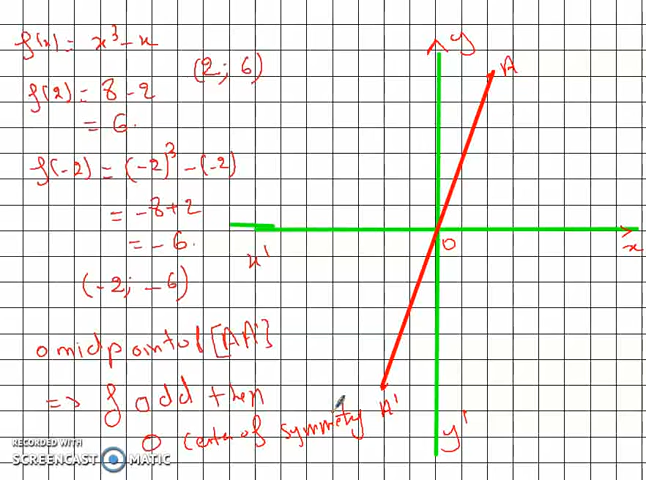 f(x) = x³ - x
(2; 6)
f(2) = 8 - 2
= 6.
f(-2) = (-2)³ - (-2)
= -8 + 2
= -6.
(-2; -6)
o midpoint of [AA']
=> f odd then
O center of symmetry
y
A
O
x
x'
A'
y'
RECORDED WITH
SCREENCAST MATIC